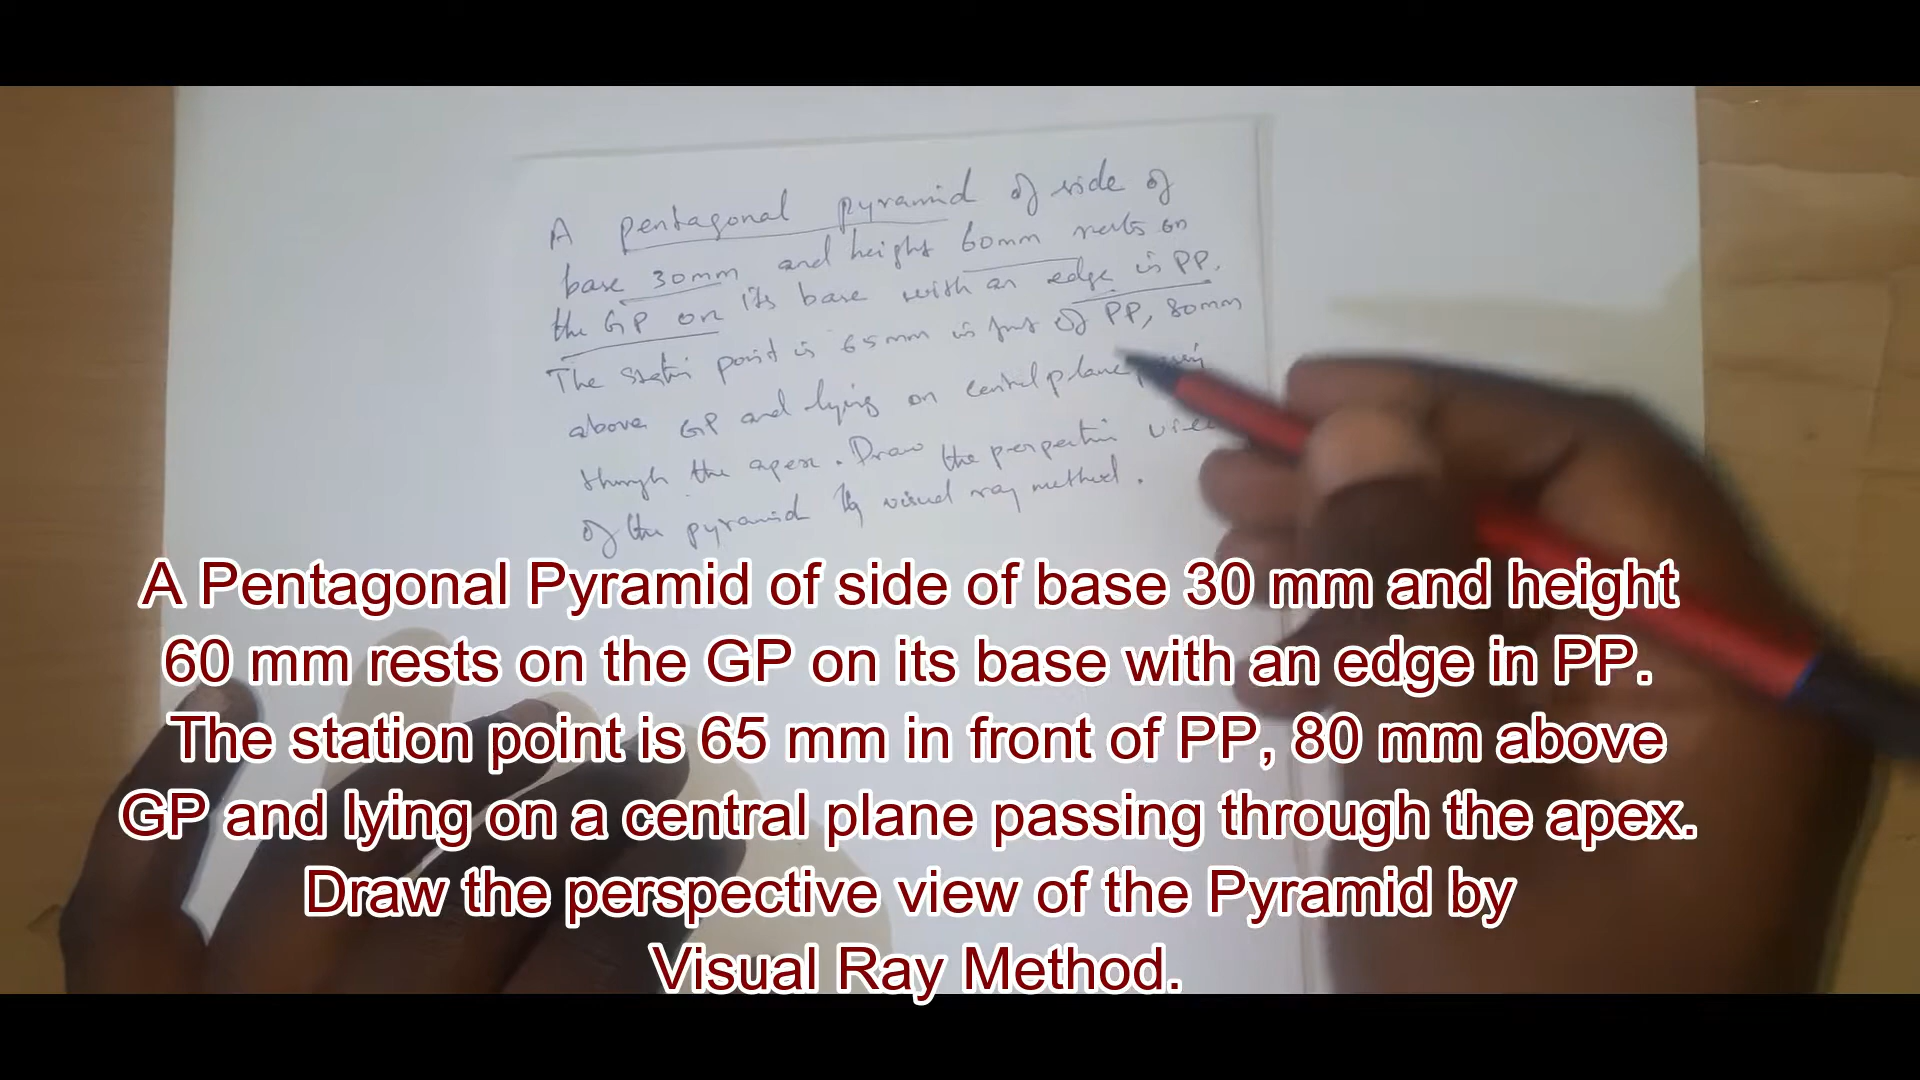 A pentagonal pyramid of side of
base 30mm and height 60mm rests on
the GP on its base with an edge is PP.
The station point is 65mm in front of PP, 80mm
above GP and lying on central plane
through the apex. Draw the perspective view
of the pyramid by visual ray method.
A Pentagonal Pyramid of side of base 30 mm and height
60 mm rests on the GP on its base with an edge in PP.
The station point is 65 mm in front of PP, 80 mm above
GP and lying on a central plane passing through the apex.
Draw the perspective view of the Pyramid by
Visual Ray Method.